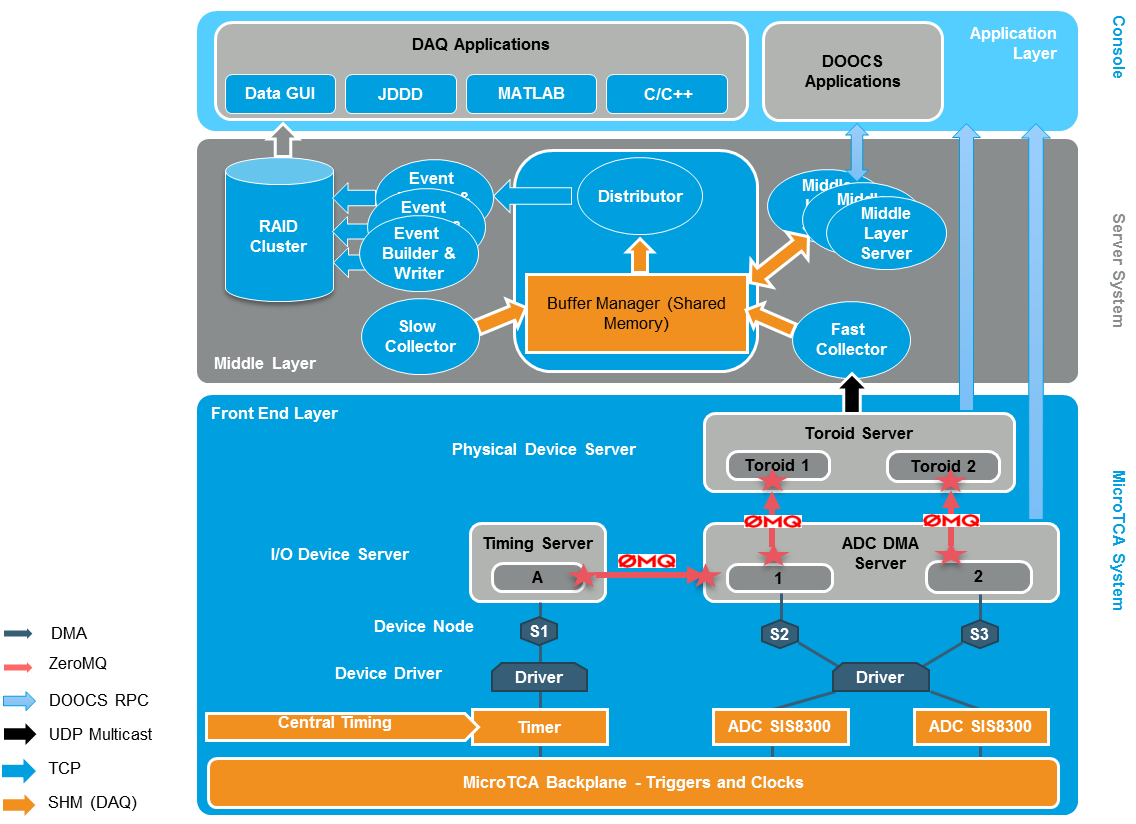 DAQ Applications
Data GUI
JDDD
MATLAB
C/C++
DOOCS
Applications
Application
Layer
Console
RAID
Cluster
Event
&
Event
Event
Builder &
Writer
Distributor
Middle
Middle
Layer
Server
Buffer Manager (Shared
Memory)
Slow
Collector
Fast
Collector
Middle Layer
Server System
Front End Layer
Physical Device Server
Toroid Server
Toroid 1
Toroid 2
ØMQ
ØMQ
I/O Device Server
Timing Server
A
ØMQ
ADC DMA
Server
1
2
MicroTCA System
Device Node
S1
S2
S3
Device Driver
Driver
Driver
Central Timing
Timer
ADC SIS8300
ADC SIS8300
MicroTCA Backplane - Triggers and Clocks
DMA
ZeroMQ
DOOCS RPC
UDP Multicast
TCP
SHM (DAQ)